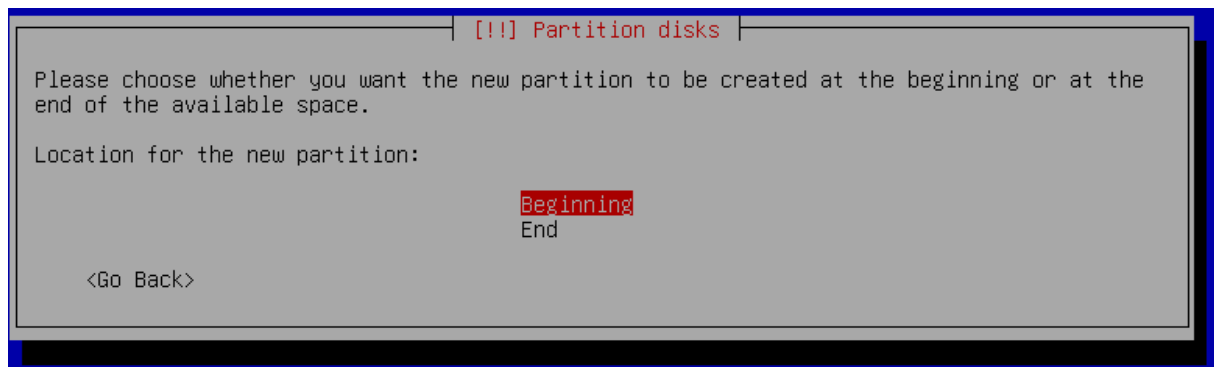 [!!] Partition disks
Please choose whether you want the new partition to be created at the beginning or at the
end of the available space.
Location for the new partition:
Beginning
End
<Go Back>